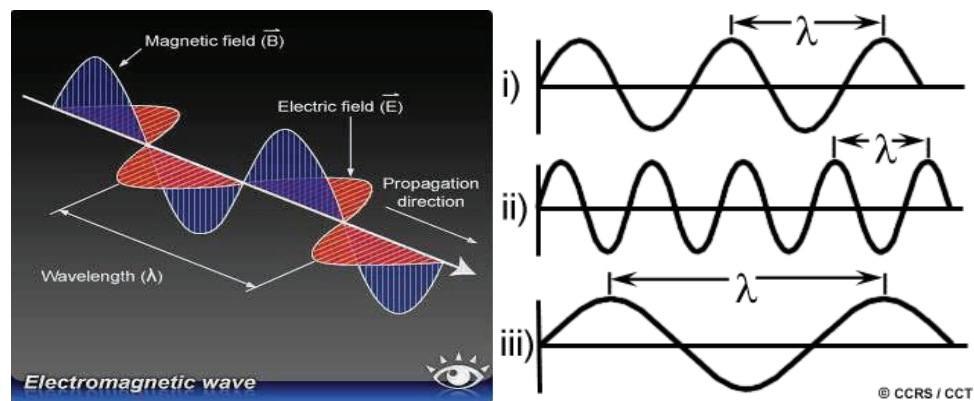 Magnetic field (B)
Electric field (E)
Propagation
direction
Wavelength (λ)
Electromagnetic wave
i)
λ
ii)
λ
iii)
λ
© CCRS / CCT